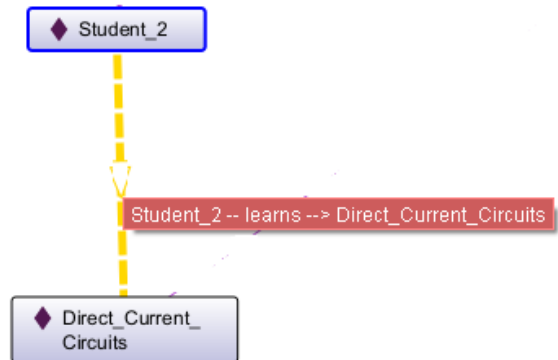 Student_2
Student_2 -- learns --> Direct_Current_Circuits
Direct_Current_
Circuits